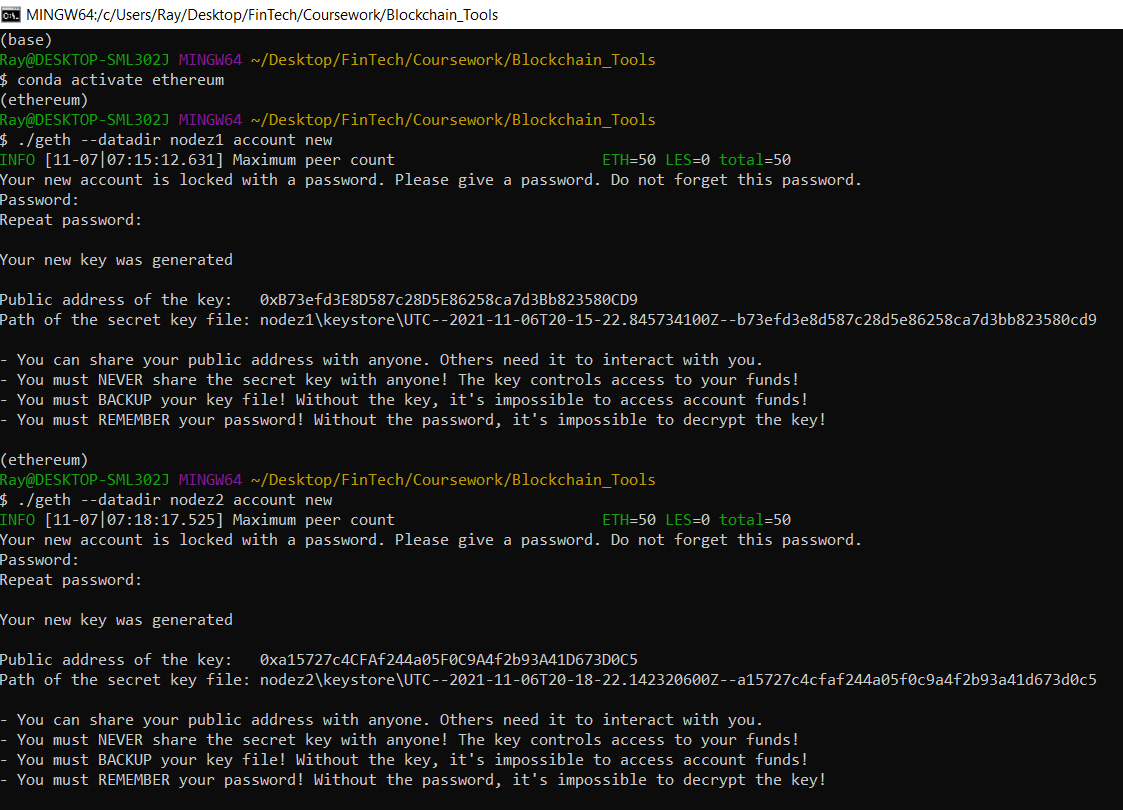 MINGW64:/c/Users/Ray/Desktop/FinTech/Coursework/Blockchain_Tools
(base)
Ray@DESKTOP-SML302J MINGW64 ~/Desktop/FinTech/Coursework/Blockchain_Tools
$ conda activate ethereum
(ethereum)
Ray@DESKTOP-SML302J MINGW64 ~/Desktop/FinTech/Coursework/Blockchain_Tools
$ ./geth --datadir nodez1 account new
INFO [11-07|07:15:12.631] Maximum peer count                       ETH=50 LES=0 total=50
Your new account is locked with a password. Please give a password. Do not forget this password.
Password:
Repeat password:

Your new key was generated

Public address of the key:   0xB73efd3E8D587c28D5E86258ca7d3Bb823580CD9
Path of the secret key file: nodez1\keystore\UTC--2021-11-06T20-15-22.845734100Z--b73efd3e8d587c28d5e86258ca7d3bb823580cd9

- You can share your public address with anyone. Others need it to interact with you.
- You must NEVER share the secret key with anyone! The key controls access to your funds!
- You must BACKUP your key file! Without the key, it's impossible to access account funds!
- You must REMEMBER your password! Without the password, it's impossible to decrypt the key!

(ethereum)
Ray@DESKTOP-SML302J MINGW64 ~/Desktop/FinTech/Coursework/Blockchain_Tools
$ ./geth --datadir nodez2 account new
INFO [11-07|07:18:17.525] Maximum peer count                       ETH=50 LES=0 total=50
Your new account is locked with a password. Please give a password. Do not forget this password.
Password:
Repeat password:

Your new key was generated

Public address of the key:   0xa15727c4CFAf244a05F0C9A4f2b93A41D673D0C5
Path of the secret key file: nodez2\keystore\UTC--2021-11-06T20-18-22.142320600Z--a15727c4cfaf244a05f0c9a4f2b93a41d673d0c5

- You can share your public address with anyone. Others need it to interact with you.
- You must NEVER share the secret key with anyone! The key controls access to your funds!
- You must BACKUP your key file! Without the key, it's impossible to access account funds!
- You must REMEMBER your password! Without the password, it's impossible to decrypt the key!